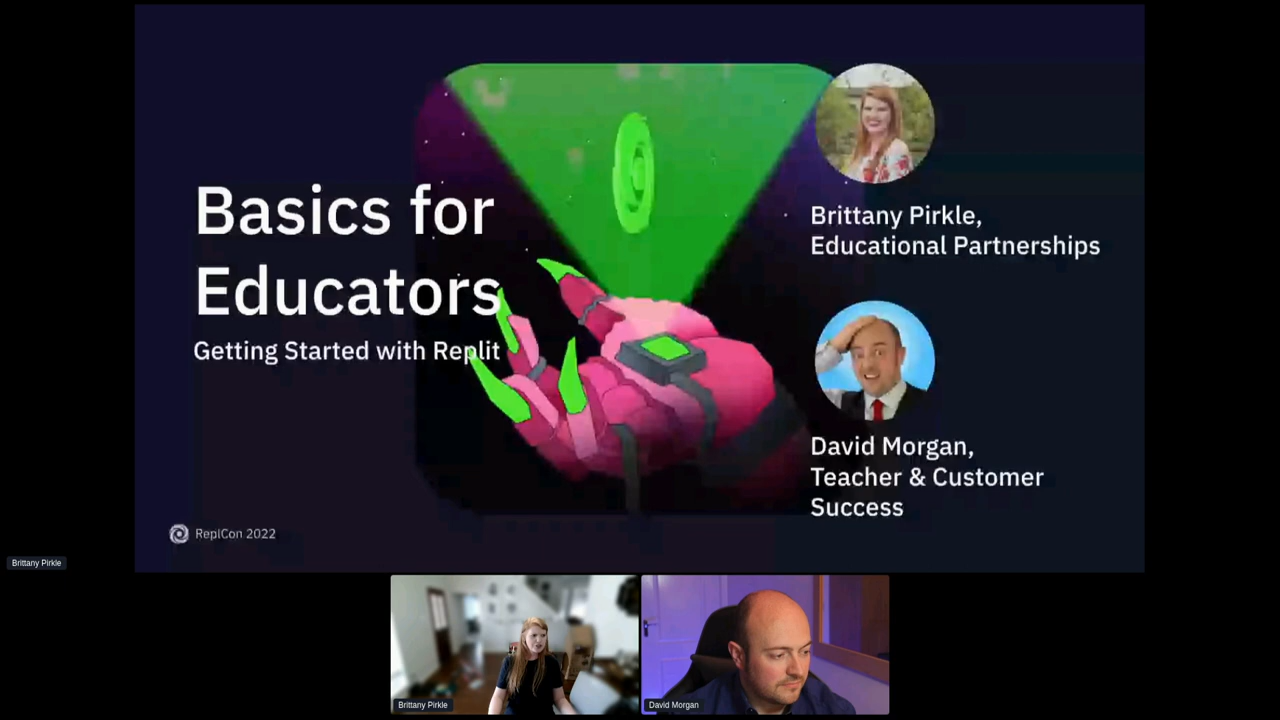 Basics for
Educators
Getting Started with Replit
Brittany Pirkle,
Educational Partnerships
David Morgan,
Teacher & Customer
Success
ReplCon 2022
Brittany Pirkle
Brittany Pirkle
David Morgan